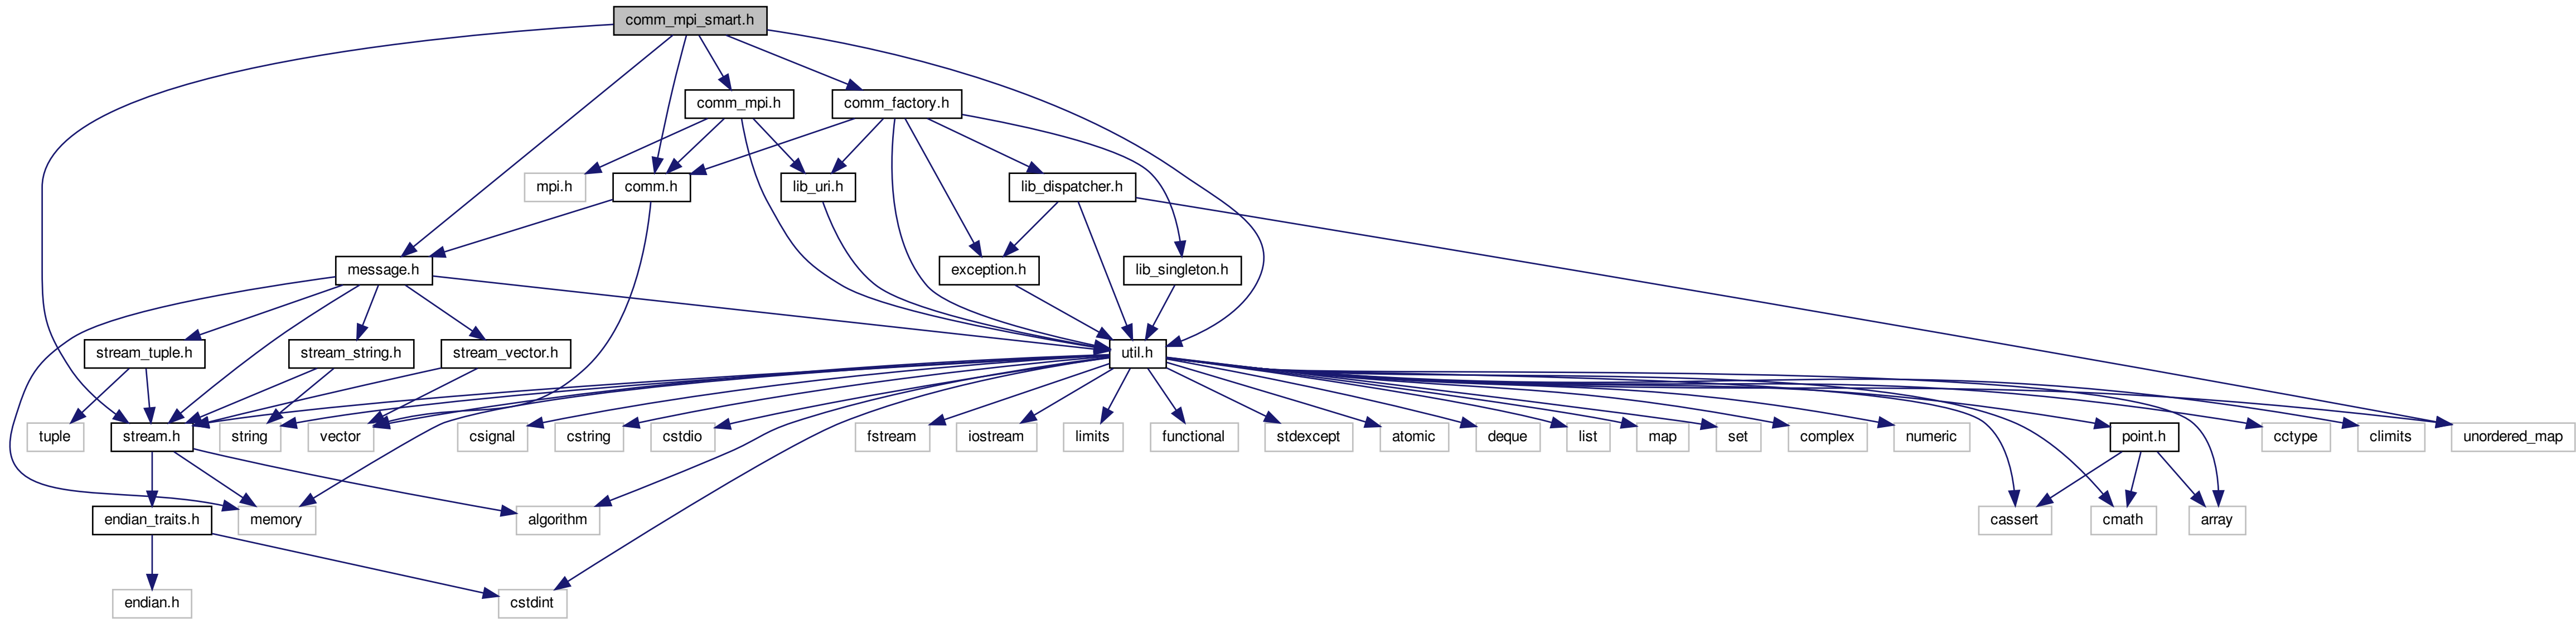 comm_mpi_smart.h
comm_mpi.h
comm_factory.h
mpi.h
comm.h
lib_uri.h
lib_dispatcher.h
message.h
exception.h
lib_singleton.h
stream_tuple.h
stream_string.h
stream_vector.h
util.h
tuple
stream.h
string
vector
csignal
cstring
cstdio
fstream
iostream
limits
functional
stdexcept
atomic
deque
list
map
set
complex
numeric
point.h
cctype
climits
unordered_map
endian_traits.h
memory
algorithm
cassert
cmath
array
endian.h
cstdint